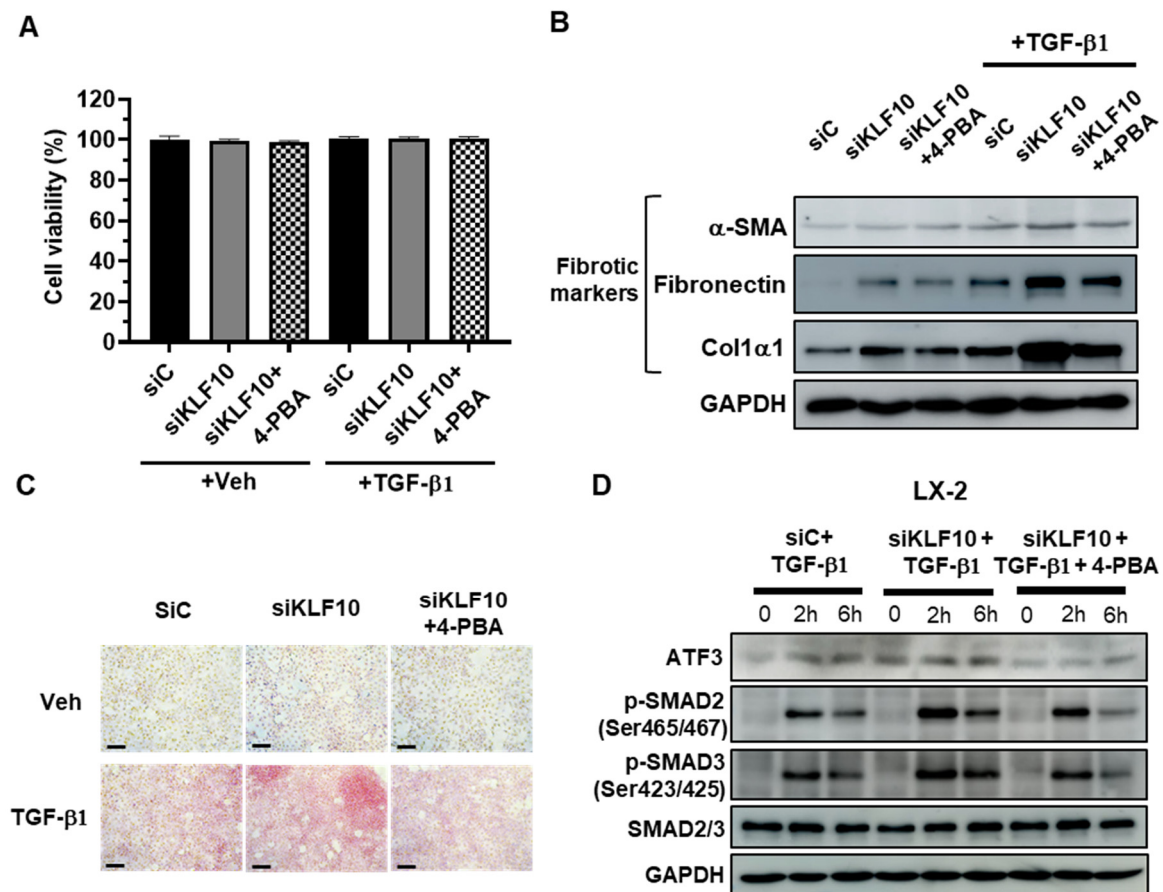 A
120
100
80
60
40
20
0
Cell viability (%)
siC
siKLF10
siKLF10+
4-PBA
siC
siKLF10
siKLF10+
4-PBA
+Veh
+TGF-β1
B
+TGF-β1
siC
siKLF10
siKLF10
+4-PBA
siC
siKLF10
siKLF10
+4-PBA
Fibrotic
markers
α-SMA
Fibronectin
Col1α1
GAPDH
C
SiC
siKLF10
siKLF10
+4-PBA
Veh
TGF-β1
D
LX-2
siC+
TGF-β1
siKLF10 +
TGF-β1
siKLF10 +
TGF-β1 + 4-PBA
0 2h 6h 0 2h 6h 0 2h 6h
ATF3
p-SMAD2
(Ser465/467)
p-SMAD3
(Ser423/425)
SMAD2/3
GAPDH